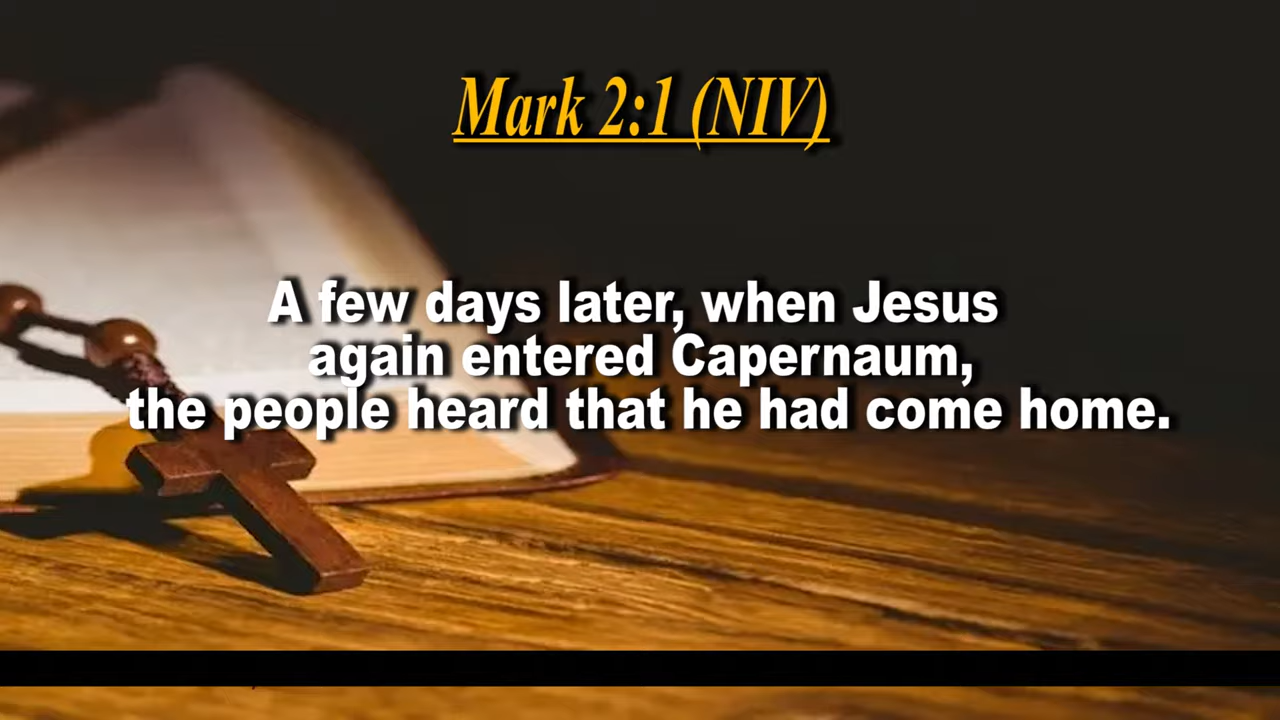 Mark 2:1 (NIV)
A few days later, when Jesus
again entered Capernaum,
the people heard that he had come home.